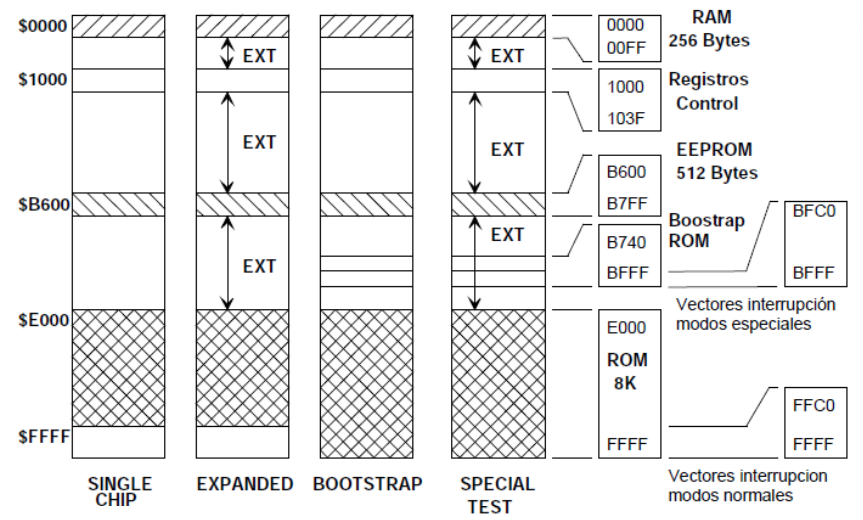 $0000
$1000
$B600
$E000
$FFFF
EXT
EXT
EXT
EXT
EXT
EXT
SINGLE
CHIP
EXPANDED
BOOTSTRAP
SPECIAL
TEST
0000
00FF
RAM
256 Bytes
1000
103F
Registros
Control
B600
B7FF
EEPROM
512 Bytes
B740
BFFF
Boostrap
ROM
BFC0
BFFF
Vectores interrupción
modos especiales
E000
ROM
8K
FFFF
FFC0
FFFF
Vectores interrupcion
modos normales